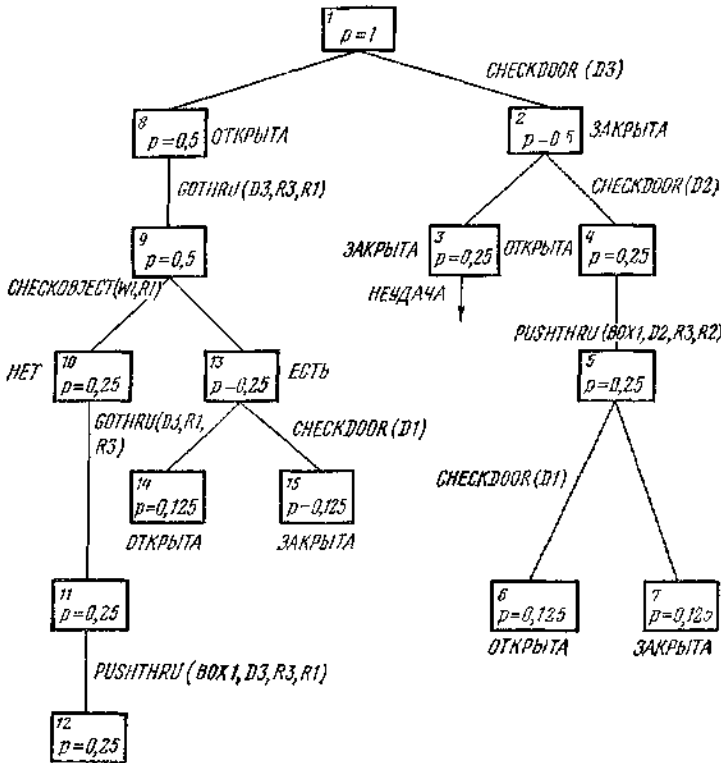 1
p=1
CHECKDOOR (D3)
8
p=0,5
ОТКРЫТА
2
p-0 5
ЗАКРЫТА
GOTHRU(D3,R3,R1)
CHECKDOOR(D2)
9
p=0,5
ЗАКРЫТА
3
p=0,25
ОТКРЫТА
4
p=0,25
CHECKOBJECT(W1,R1)
НЕУДАЧА
PUSHTHRU(BOX1,D2,R3,R2)
НЕТ
10
p=0,25
13
p-0,25
ЕСТЬ
5
p=0,25
GOTHRU(D3,R1,
R3)
CHECKDOOR(D1)
14
p=0,125
15
p-0,125
CHECKDOOR(D1)
ОТКРЫТА
ЗАКРЫТА
11
p=0,25
6
p=0,125
7
p=0,125
ОТКРЫТА
ЗАКРЫТА
PUSHTHRU(BOX1,D3,R3,R1)
12
p=0,25